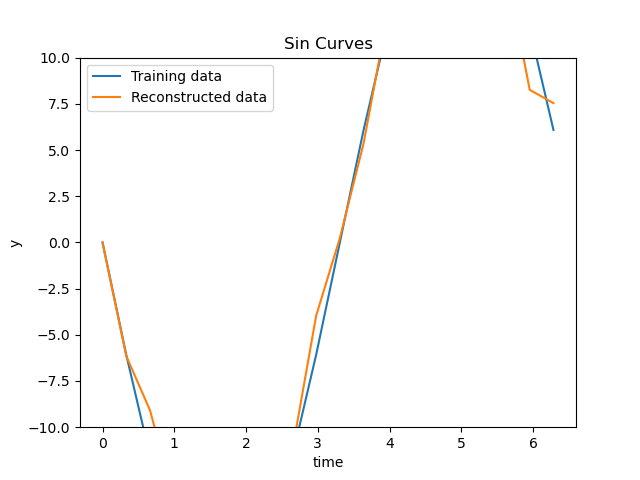 Sin Curves
Training data
Reconstructed data
10.0
7.5
5.0
2.5
0.0
−2.5
−5.0
−7.5
−10.0
y
0 1 2 3 4 5 6
time